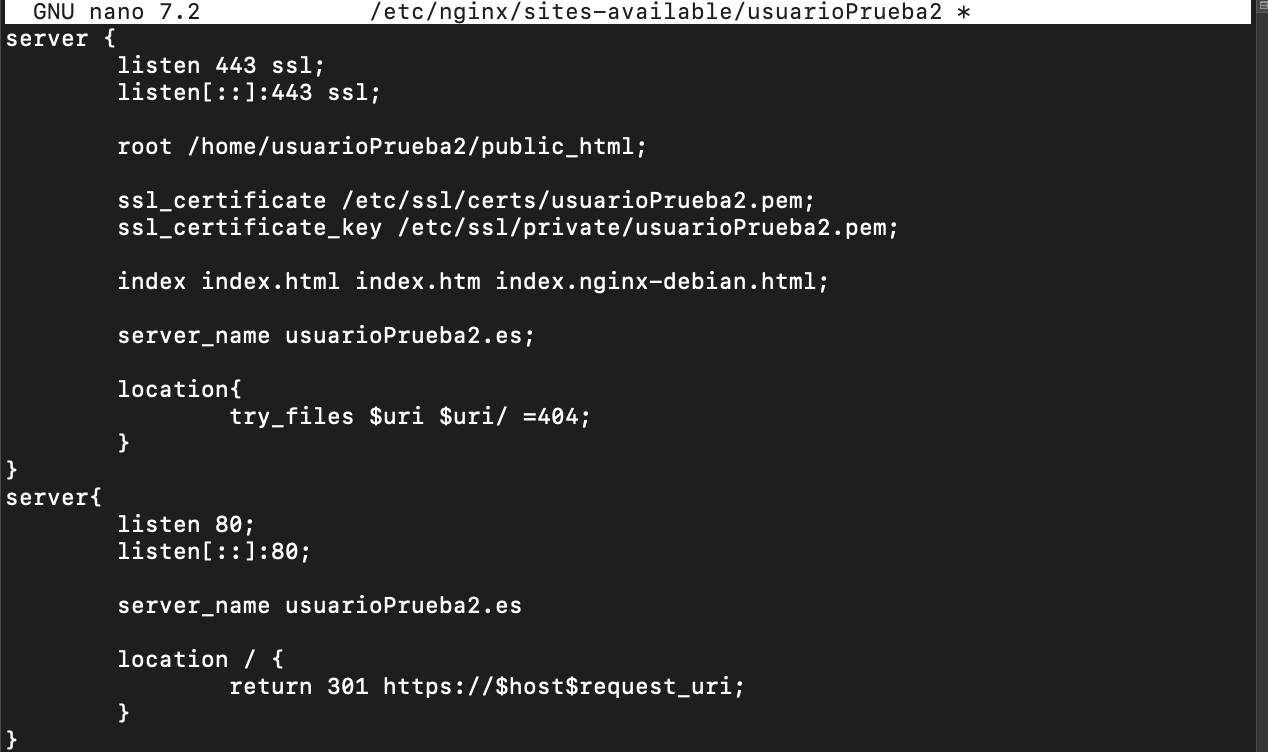 GNU nano 7.2 /etc/nginx/sites-available/usuarioPrueba2 *
server {
listen 443 ssl;
listen[::]:443 ssl;
root /home/usuarioPrueba2/public_html;
ssl_certificate /etc/ssl/certs/usuarioPrueba2.pem;
ssl_certificate_key /etc/ssl/private/usuarioPrueba2.pem;
index index.html index.htm index.nginx-debian.html;
server_name usuarioPrueba2.es;
location{
try_files $uri $uri/ =404;
}
}
server{
listen 80;
listen[::]:80;
server_name usuarioPrueba2.es
location / {
return 301 https://$host$request_uri;
}
}